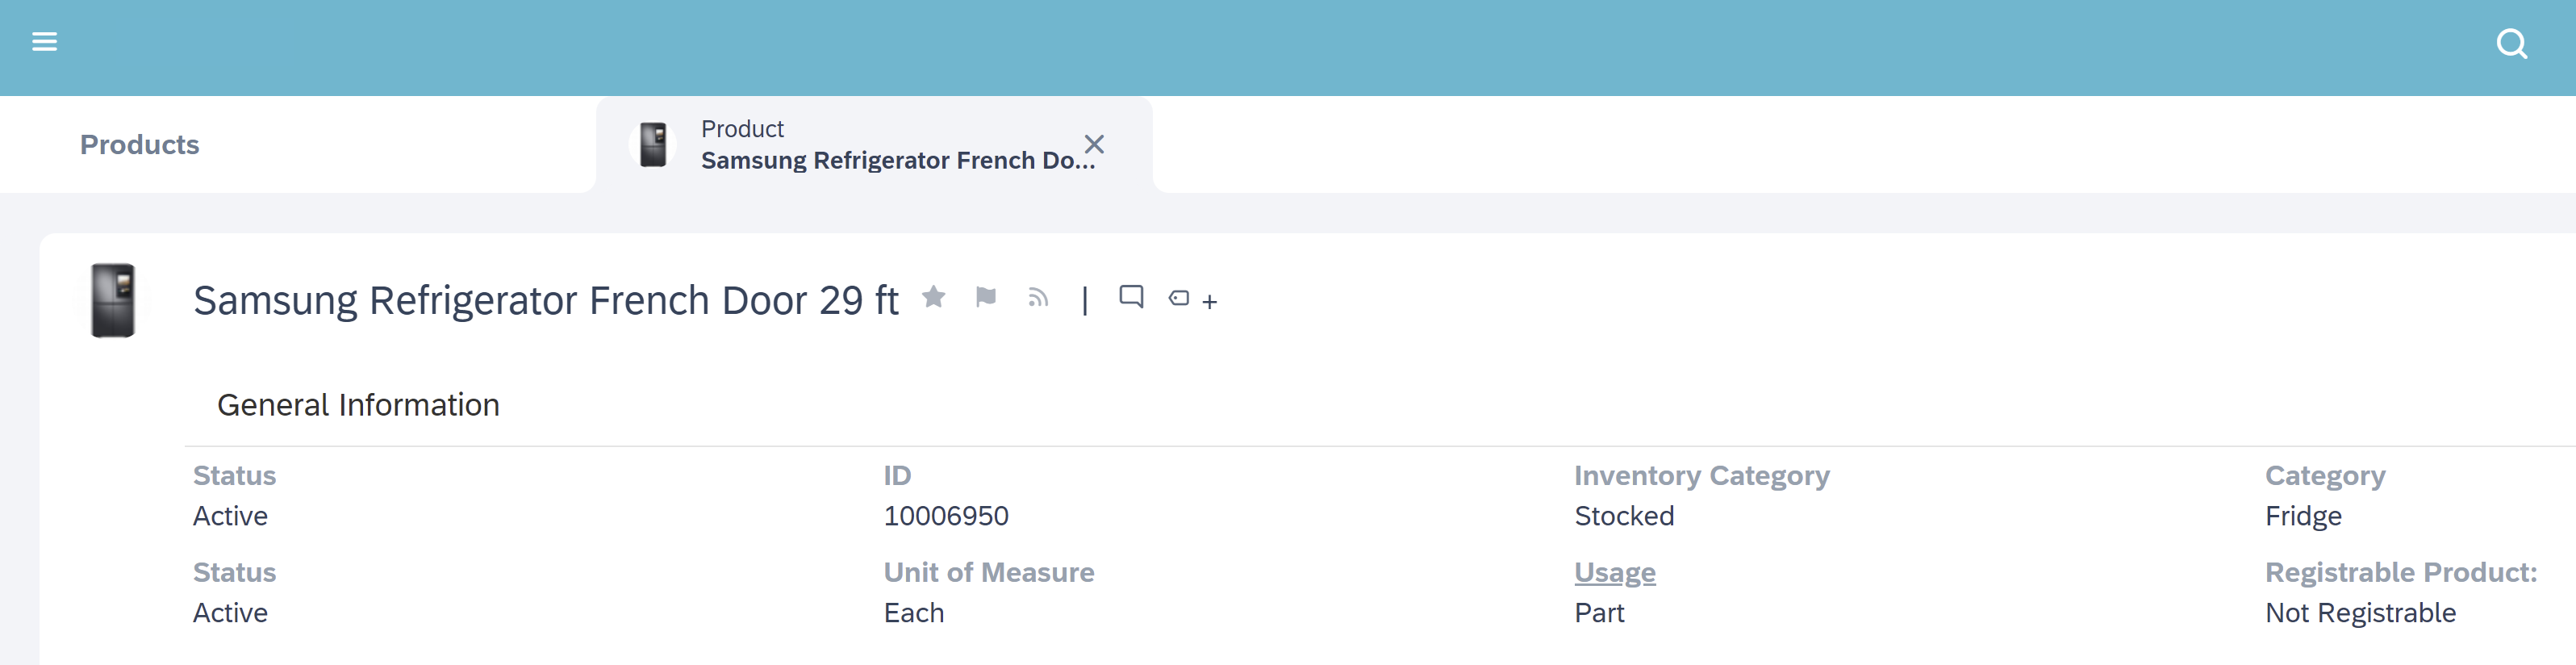 Products
Product
Samsung Refrigerator French Do...
Samsung Refrigerator French Door 29 ft
General Information
Status
Active
ID
10006950
Inventory Category
Stocked
Category
Fridge
Status
Active
Unit of Measure
Each
Usage
Part
Registrable Product:
Not Registrable